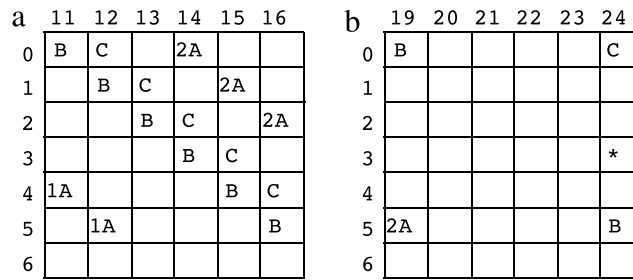 a 11 12 13 14 15 16
0 B C 2A
1 B C 2A
2 B C 2A
3 B C
4 1A B C
5 1A B
6
b 19 20 21 22 23 24
0 B C
1
2
3 *
4
5 2A B
6